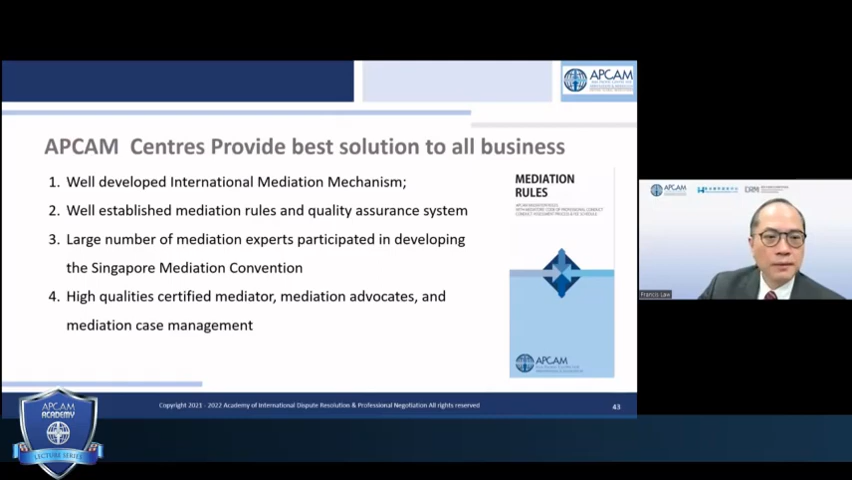 APCAM
APCAM Centres Provide best solution to all business
1. Well developed International Mediation Mechanism;
2. Well established mediation rules and quality assurance system
3. Large number of mediation experts participated in developing
the Singapore Mediation Convention
4. High qualities certified mediator, mediation advocates, and
mediation case management
MEDIATION
RULES
APCAM
Copyright 2021 - 2022 Academy of International Dispute Resolution & Professional Negotiation All rights reserved
43
APCAM
ACADEMY
LECTURE SERIES
APCAM
Francis Law